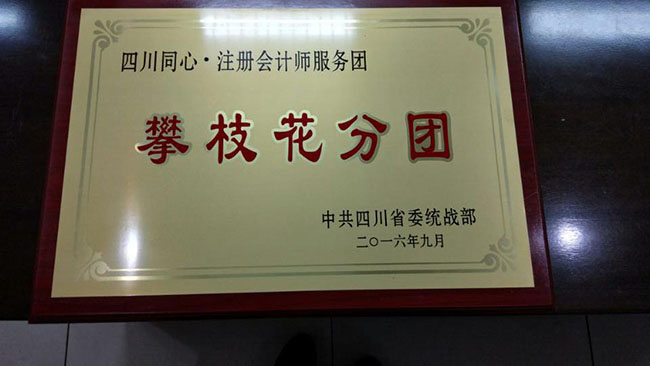 四川同心·注册会计师服务团
攀枝花分团
中共四川省委统战部
二〇一六年九月